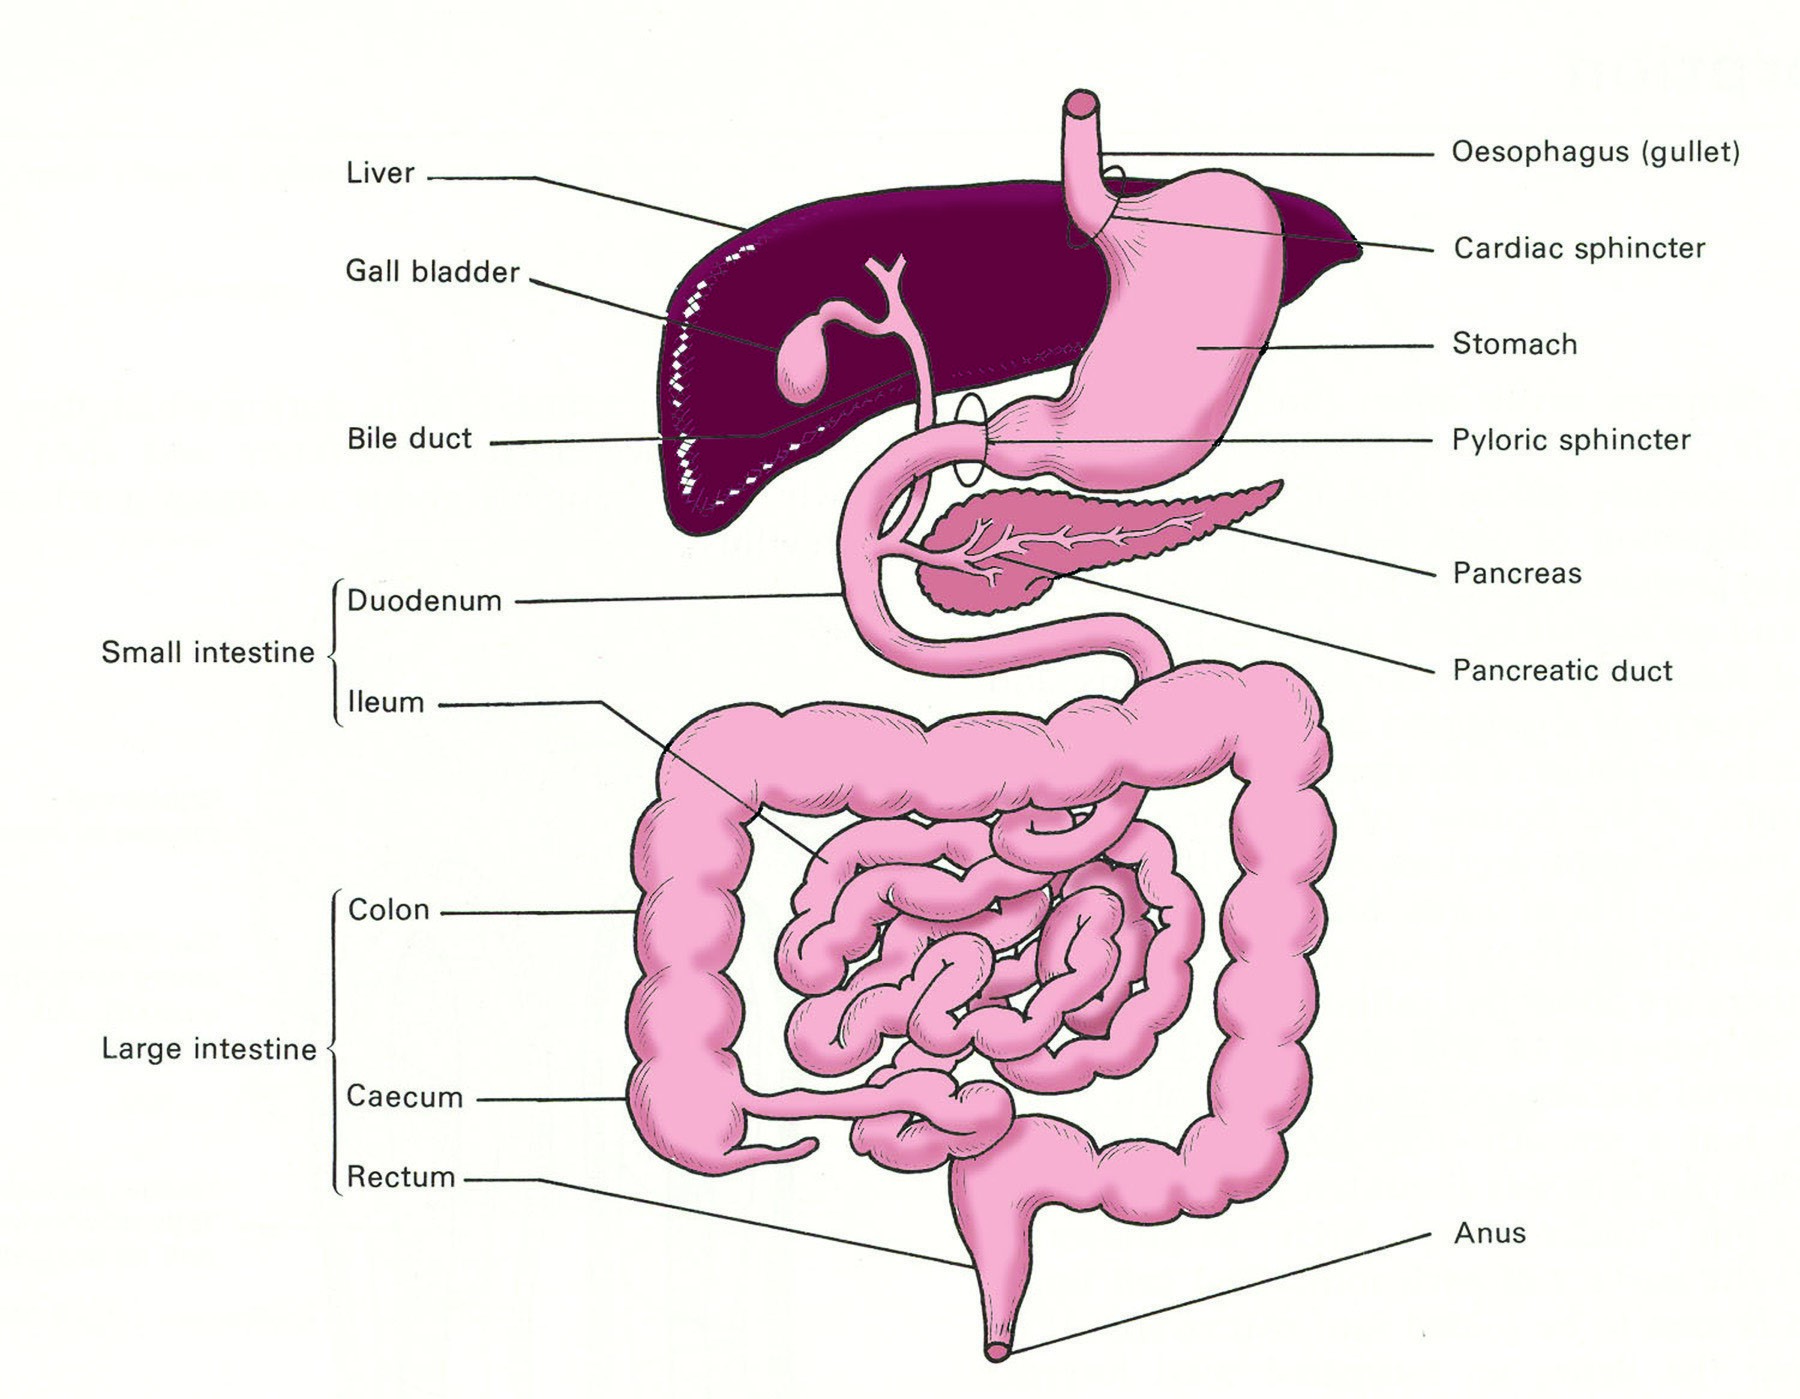 Liver
Gall bladder
Bile duct
Small intestine
Duodenum
Ileum
Large intestine
Colon
Caecum
Rectum
Oesophagus (gullet)
Cardiac sphincter
Stomach
Pyloric sphincter
Pancreas
Pancreatic duct
Anus